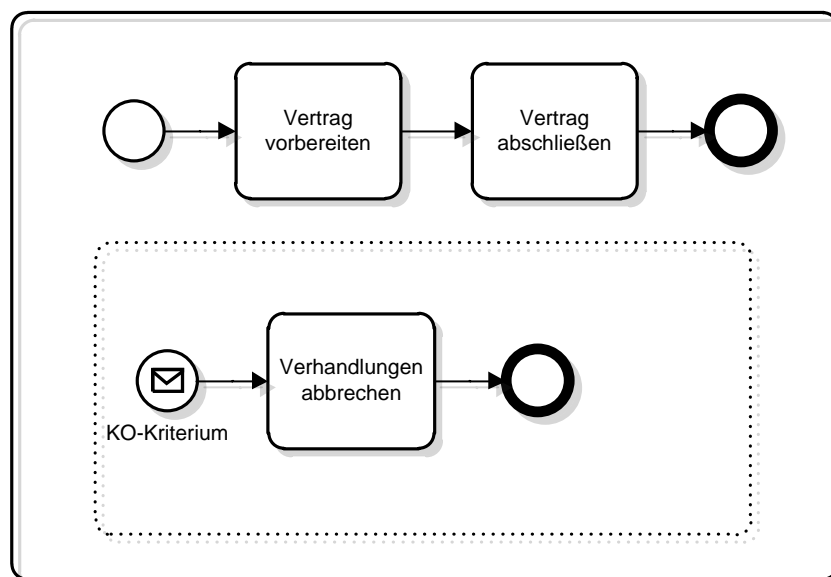 Vertrag
vorbereiten
Vertrag
abschließen
Verhandlungen
abbrechen
KO-Kriterium